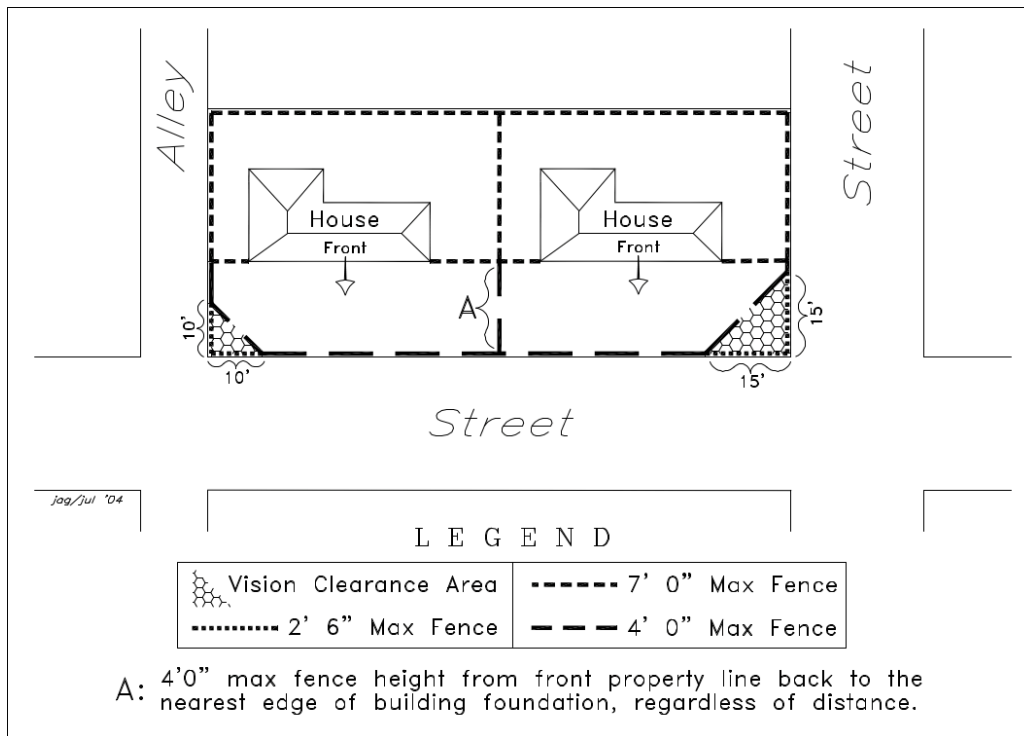 Alley
Street
House
Front
House
Front
A
10'
10'
15'
15'
Street
jag/jul '04
LEGEND
Vision Clearance Area
7' 0" Max Fence
2' 6" Max Fence
4' 0" Max Fence
A: 4'0" max fence height from front property line back to the
nearest edge of building foundation, regardless of distance.